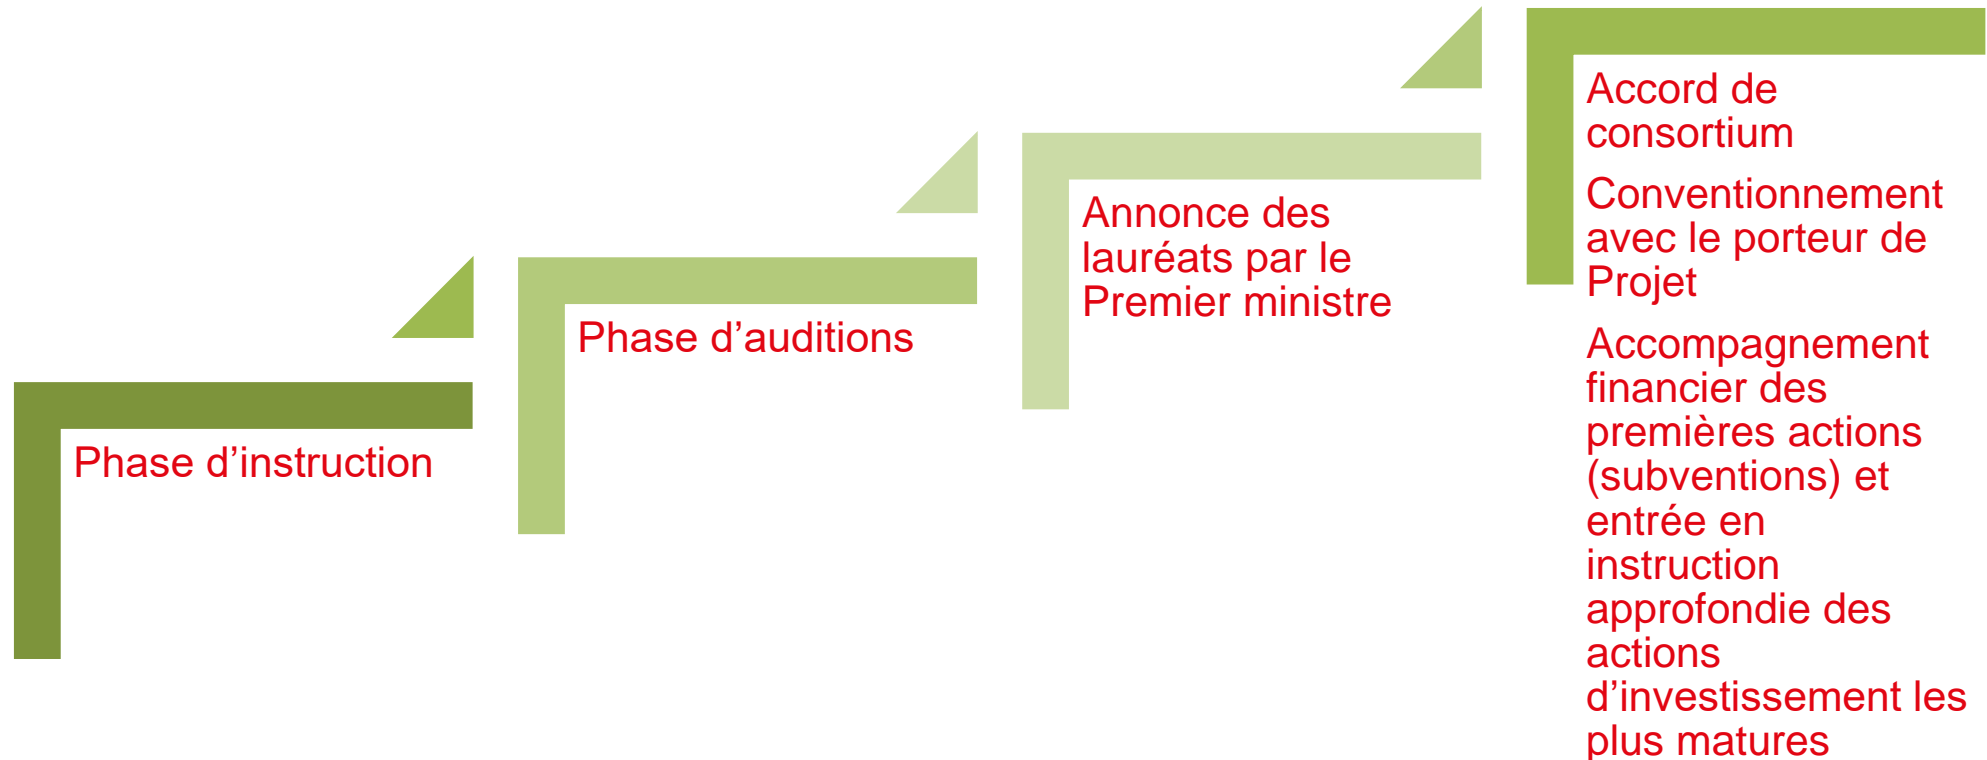 Phase d’instruction
Phase d’auditions
Annonce des
lauréats par le
Premier ministre
Accord de
consortium
Conventionnement
avec le porteur de
Projet
Accompagnement
financier des
premières actions
(subventions) et
entrée en
instruction
approfondie des
actions
d’investissement les
plus matures